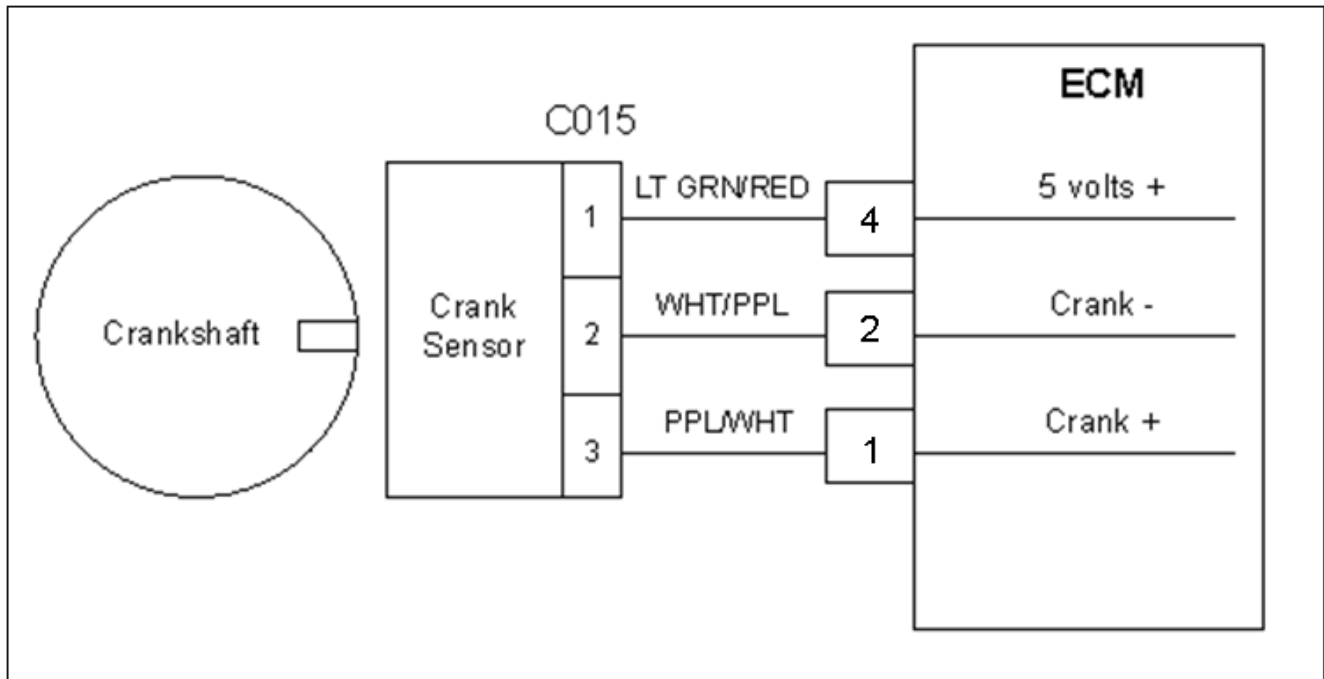 ECM
C015
1 LT GRN/RED 4 5 volts +
Crankshaft
Crank
Sensor
2 WHT/PPL 2 Crank -
3 PPL/WHT 1 Crank +